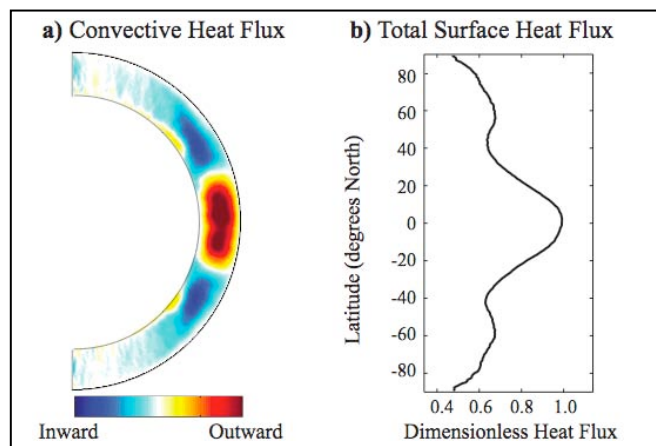 a) Convective Heat Flux
Inward Outward
b) Total Surface Heat Flux
Latitude (degrees North)
80
60
40
20
0
-20
-40
-60
-80
0.4 0.6 0.8 1.0
Dimensionless Heat Flux